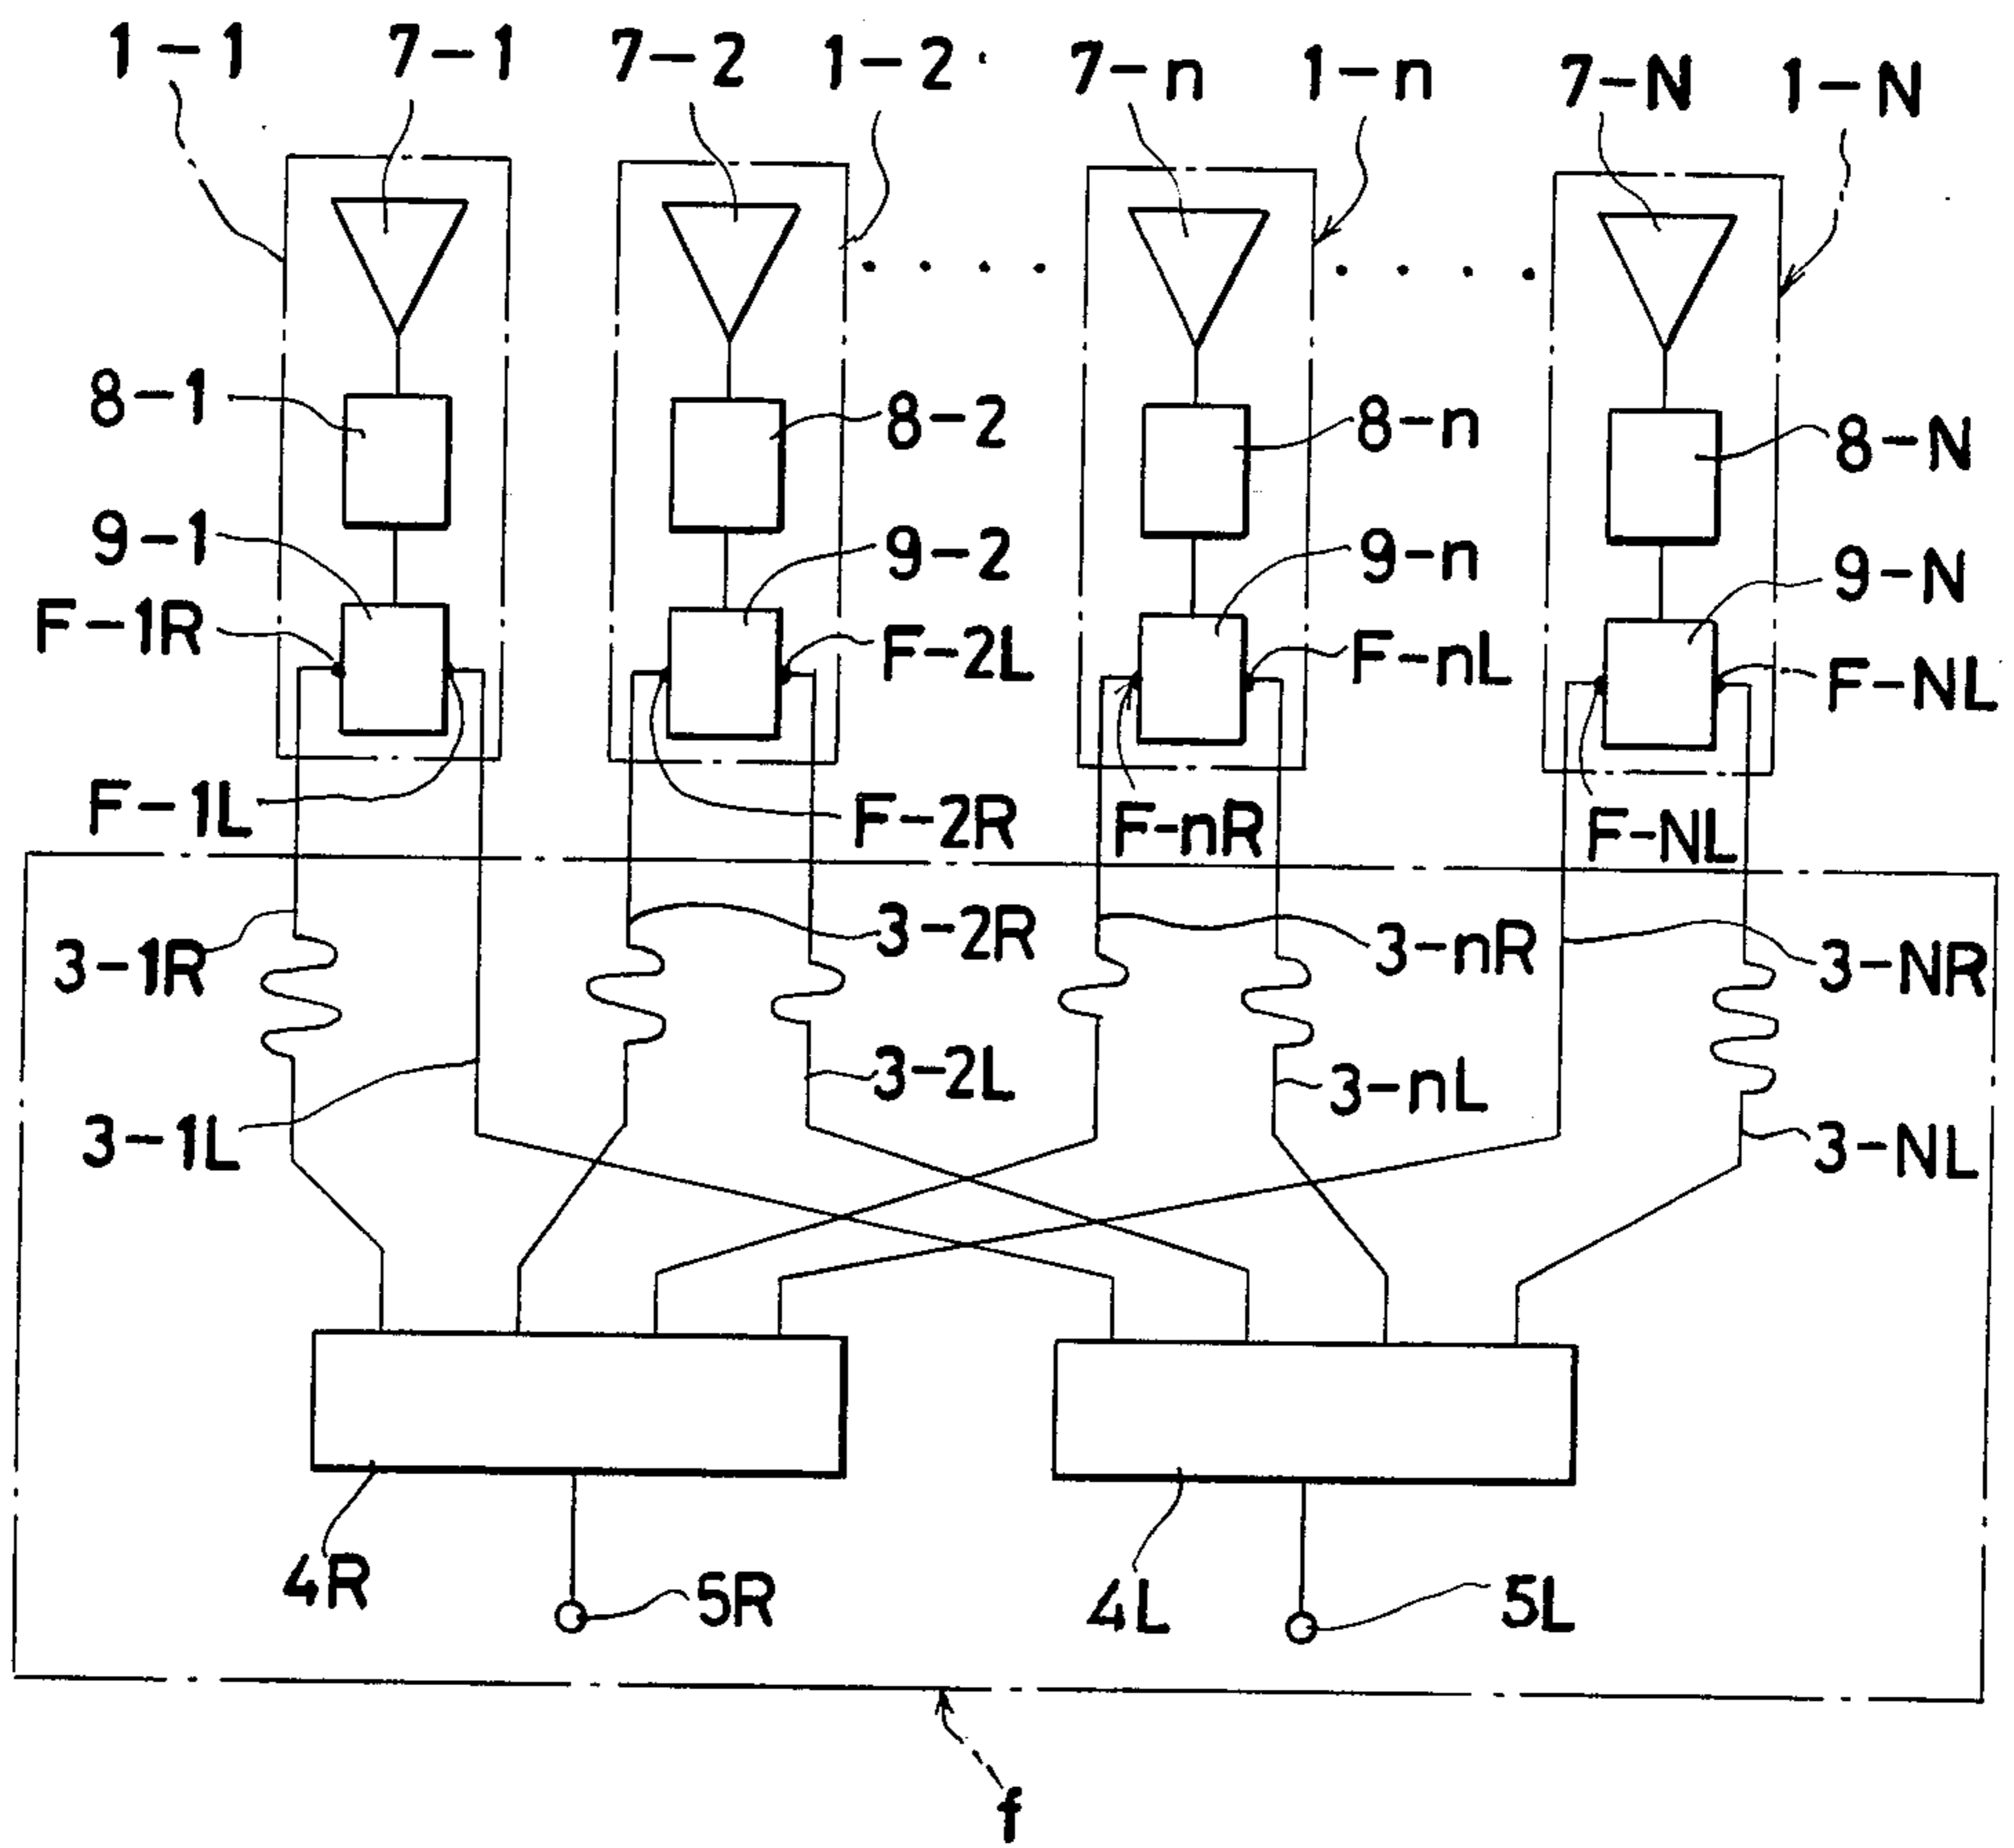 1-1 7-1 7-2 1-2 7-n 1-n 7-N 1-N
8-1 8-2 8-n 8-N
9-1 9-2 9-n 9-N
F-1R F-2L F-nL F-NL
F-1L F-2R F-nR F-NL
3-1R 3-2R 3-nR 3-NR
3-1L 3-2L 3-nL 3-NL
4R 5R 4L 5L
f